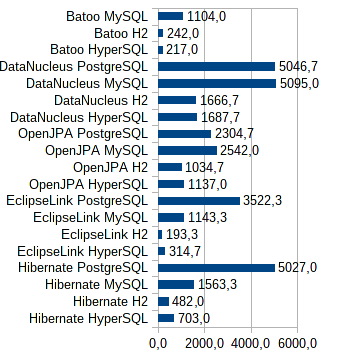 Batoo MySQL 1104,0
Batoo H2 242,0
Batoo HyperSQL 217,0
DataNucleus PostgreSQL 5046,7
DataNucleus MySQL 5095,0
DataNucleus H2 1666,7
DataNucleus HyperSQL 1687,7
OpenJPA PostgreSQL 2304,7
OpenJPA MySQL 2542,0
OpenJPA H2 1034,7
OpenJPA HyperSQL 1137,0
EclipseLink PostgreSQL 3522,3
EclipseLink MySQL 1143,3
EclipseLink H2 193,3
EclipseLink HyperSQL 314,7
Hibernate PostgreSQL 5027,0
Hibernate MySQL 1563,3
Hibernate H2 482,0
Hibernate HyperSQL 703,0
0,0 2000,0 4000,0 6000,0